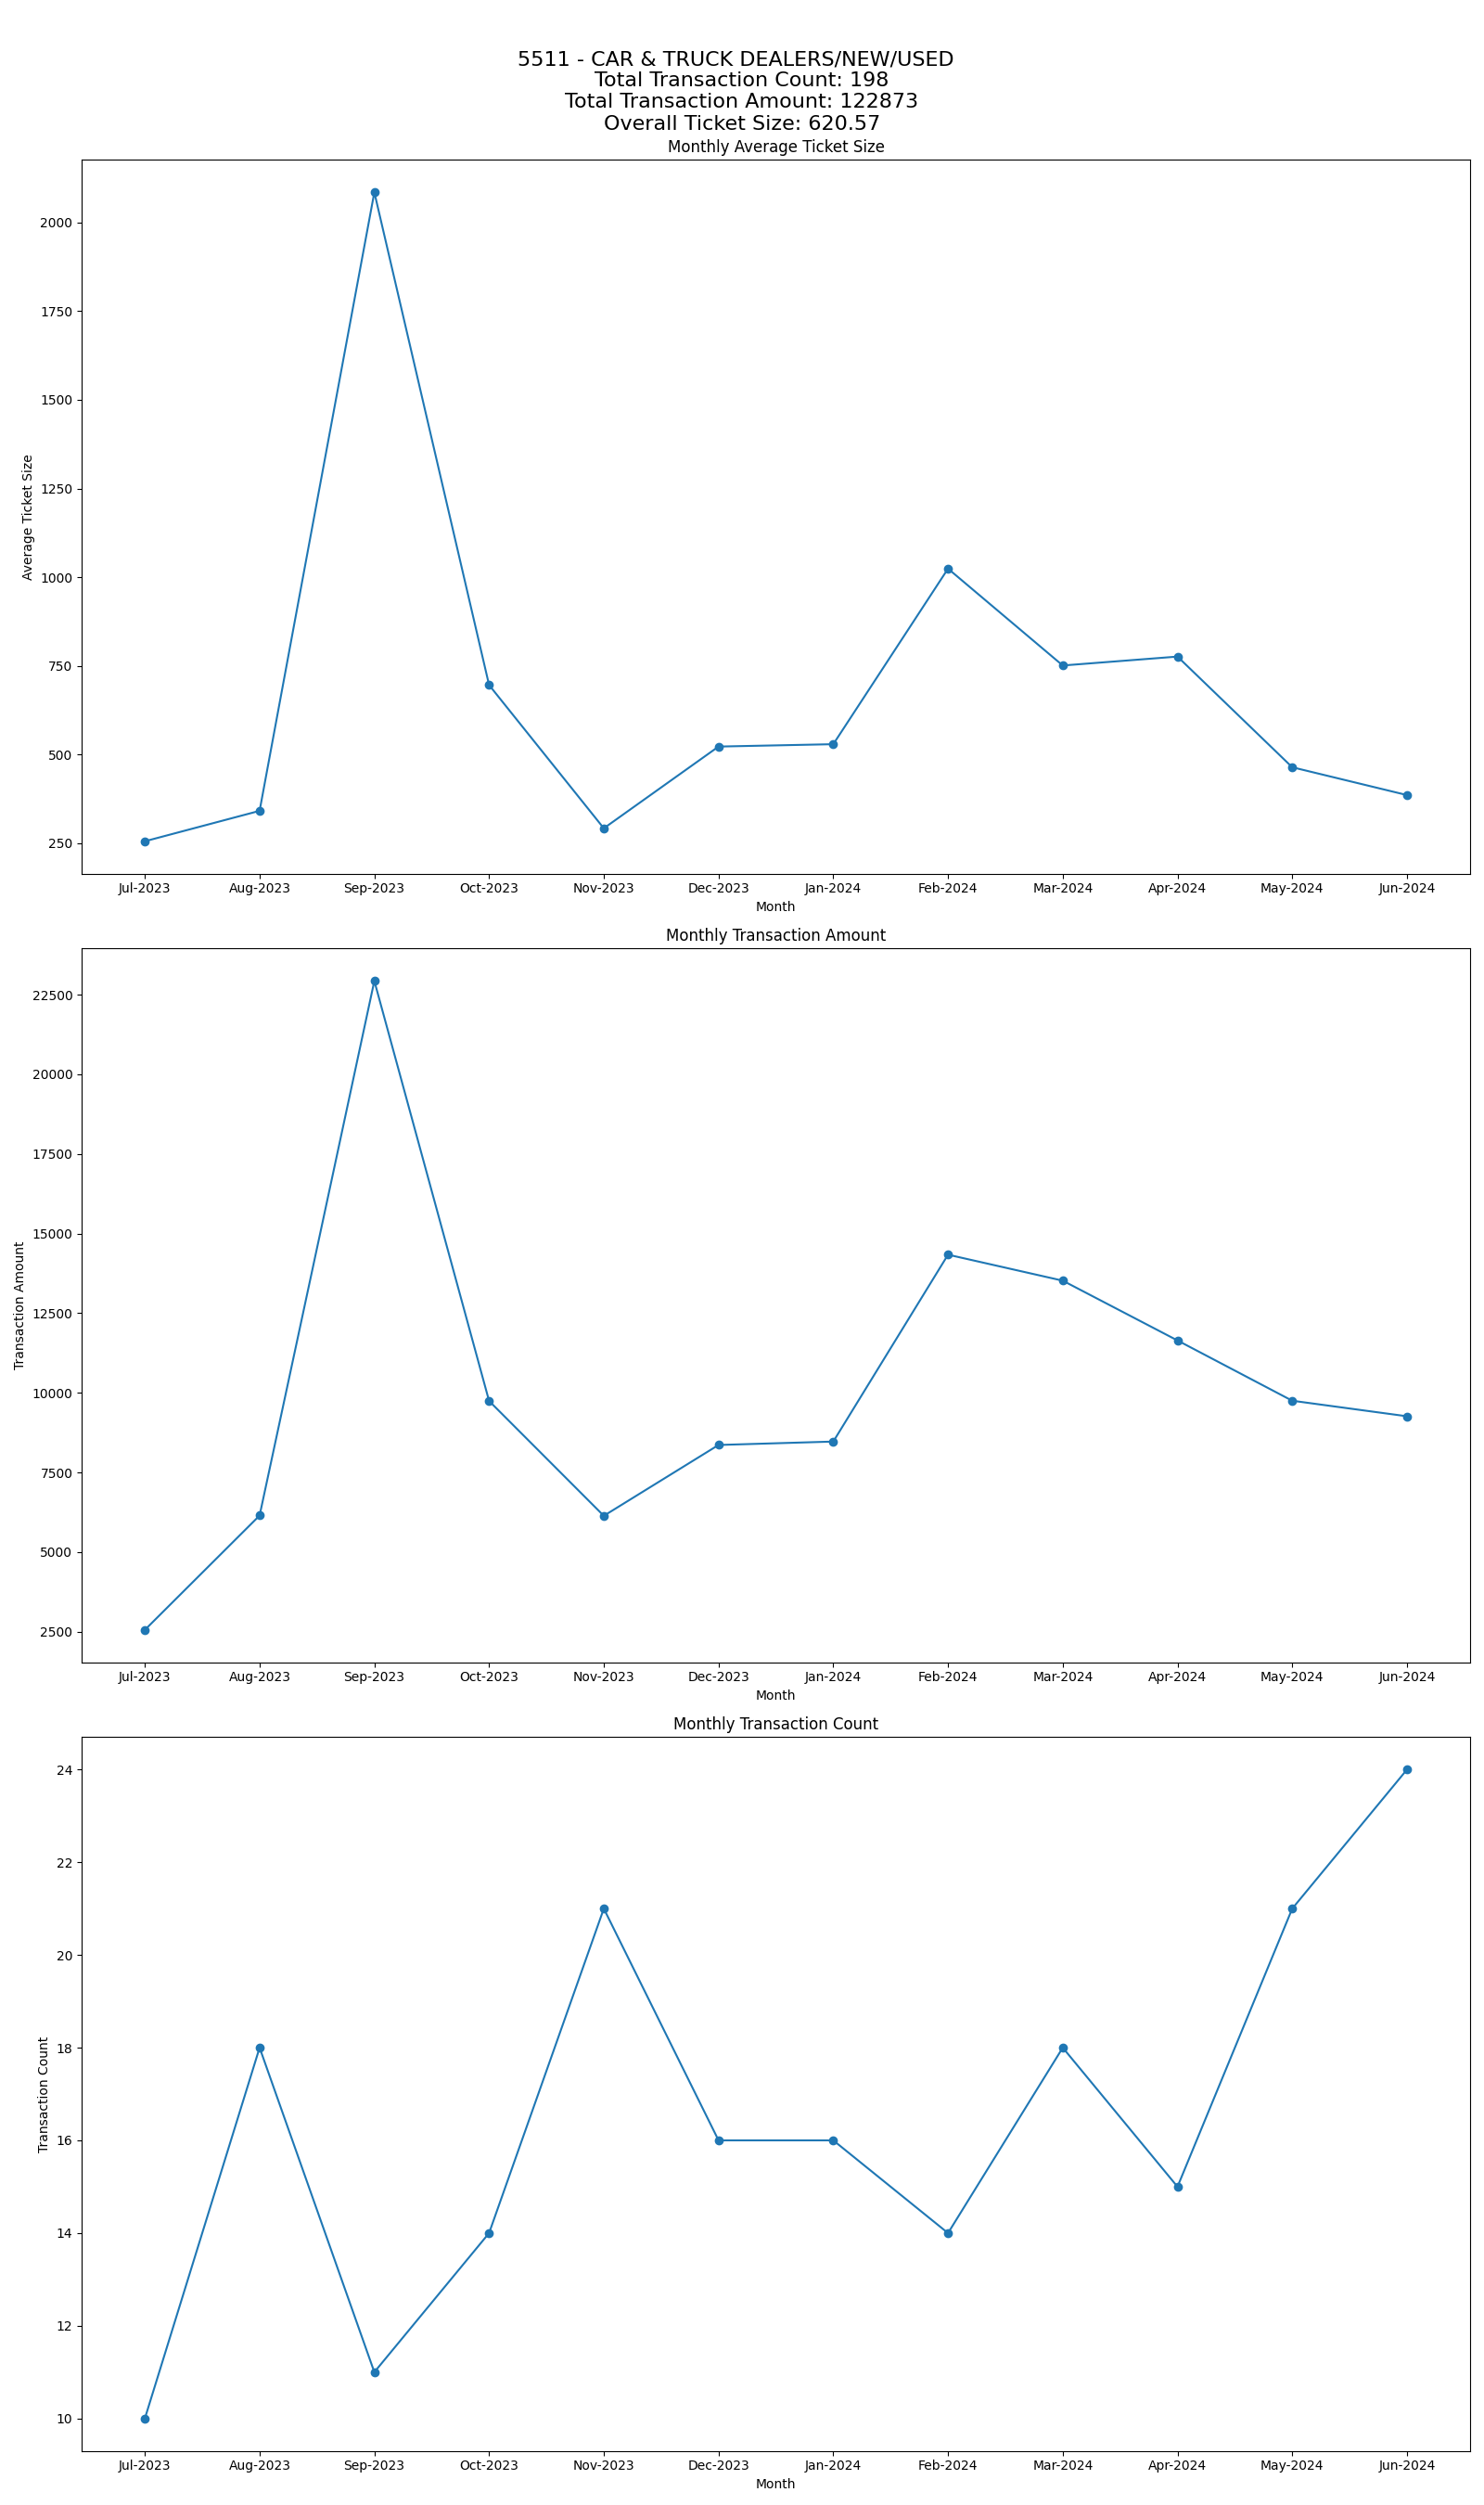 5511 - CAR & TRUCK DEALERS/NEW/USED
Total Transaction Count: 198
Total Transaction Amount: 122873
Overall Ticket Size: 620.57
Monthly Average Ticket Size
2000
1750
1500
1250
1000
750
500
250
Average Ticket Size
Jul-2023 Aug-2023 Sep-2023 Oct-2023 Nov-2023 Dec-2023 Jan-2024 Feb-2024 Mar-2024 Apr-2024 May-2024 Jun-2024
Month
Monthly Transaction Amount
22500
20000
17500
15000
12500
10000
7500
5000
2500
Transaction Amount
Jul-2023 Aug-2023 Sep-2023 Oct-2023 Nov-2023 Dec-2023 Jan-2024 Feb-2024 Mar-2024 Apr-2024 May-2024 Jun-2024
Month
Monthly Transaction Count
24
22
20
18
16
14
12
10
Transaction Count
Jul-2023 Aug-2023 Sep-2023 Oct-2023 Nov-2023 Dec-2023 Jan-2024 Feb-2024 Mar-2024 Apr-2024 May-2024 Jun-2024
Month